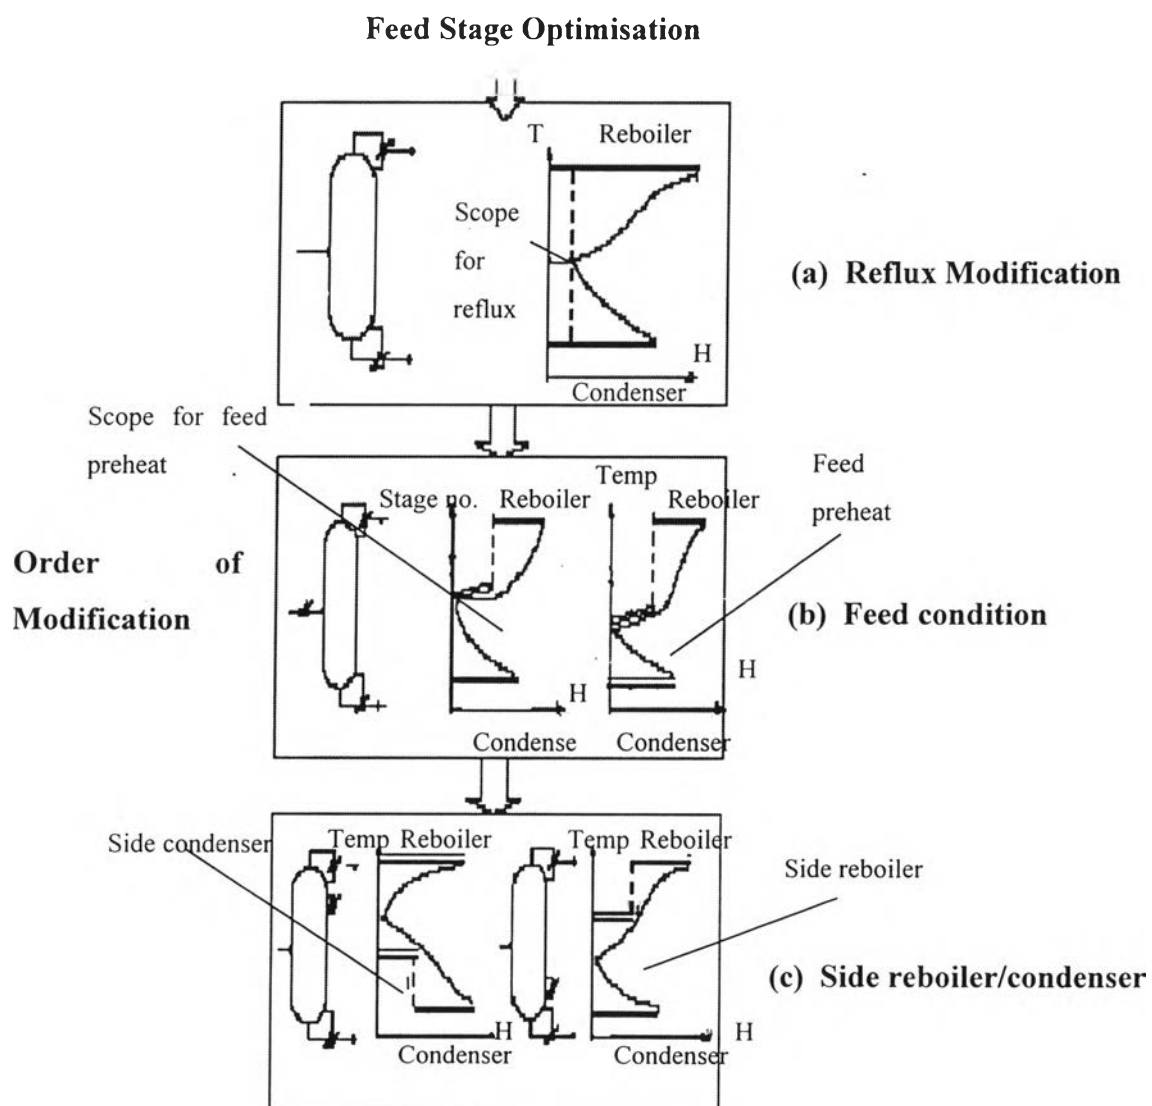 Feed Stage Optimisation
T
Reboiler
Scope
for
reflux
H
Condenser
(a) Reflux Modification
Scope for feed
preheat
Order of
Modification
Stage no.
Reboiler
H
Condense
Temp
Reboiler
H
Condenser
Feed
preheat
(b) Feed condition
Side condenser
Temp Reboiler
H
Condenser
Temp Reboiler
H
Condenser
Side reboiler
(c) Side reboiler/condenser